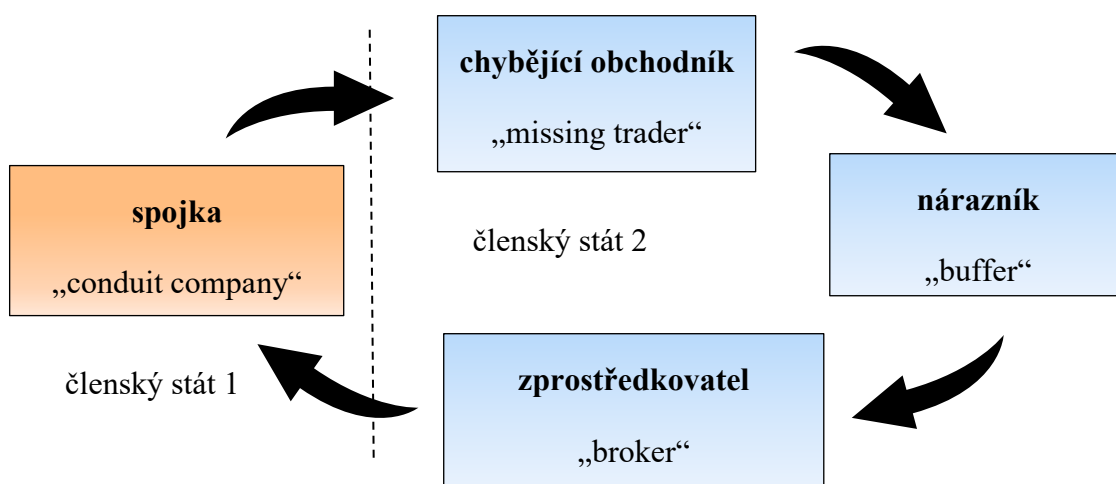 chybějící obchodník
„missing trader“
spojka
„conduit company“
nárazník
„buffer“
členský stát 2
členský stát 1
zprostředkovatel
„broker“